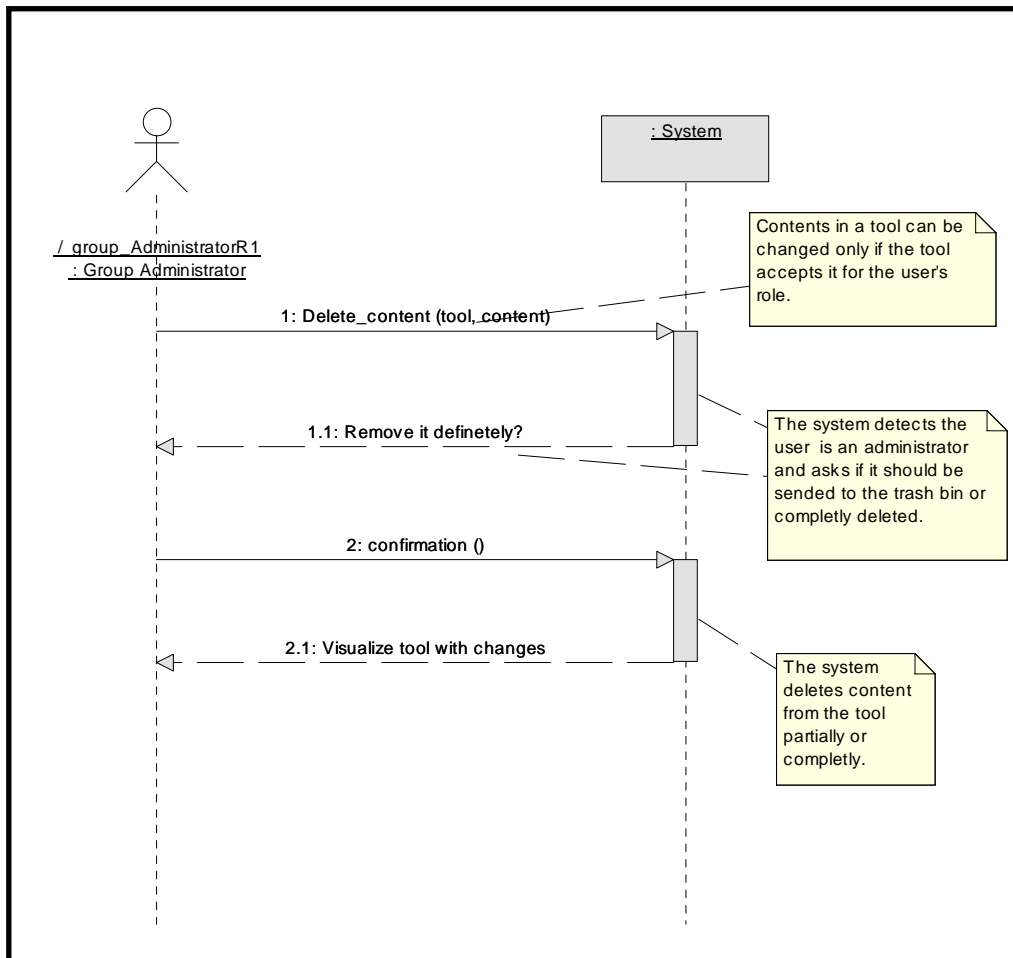 : System
/ group_AdministratorR1
: Group Administrator
Contents in a tool can be
changed only if the tool
accepts it for the user's
role.
1: Delete_content (tool, content)
1.1: Remove it definetely?
The system detects the
user is an administrator
and asks if it should be
sended to the trash bin or
completly deleted.
2: confirmation ()
2.1: Visualize tool with changes
The system
deletes content
from the tool
partially or
completly.